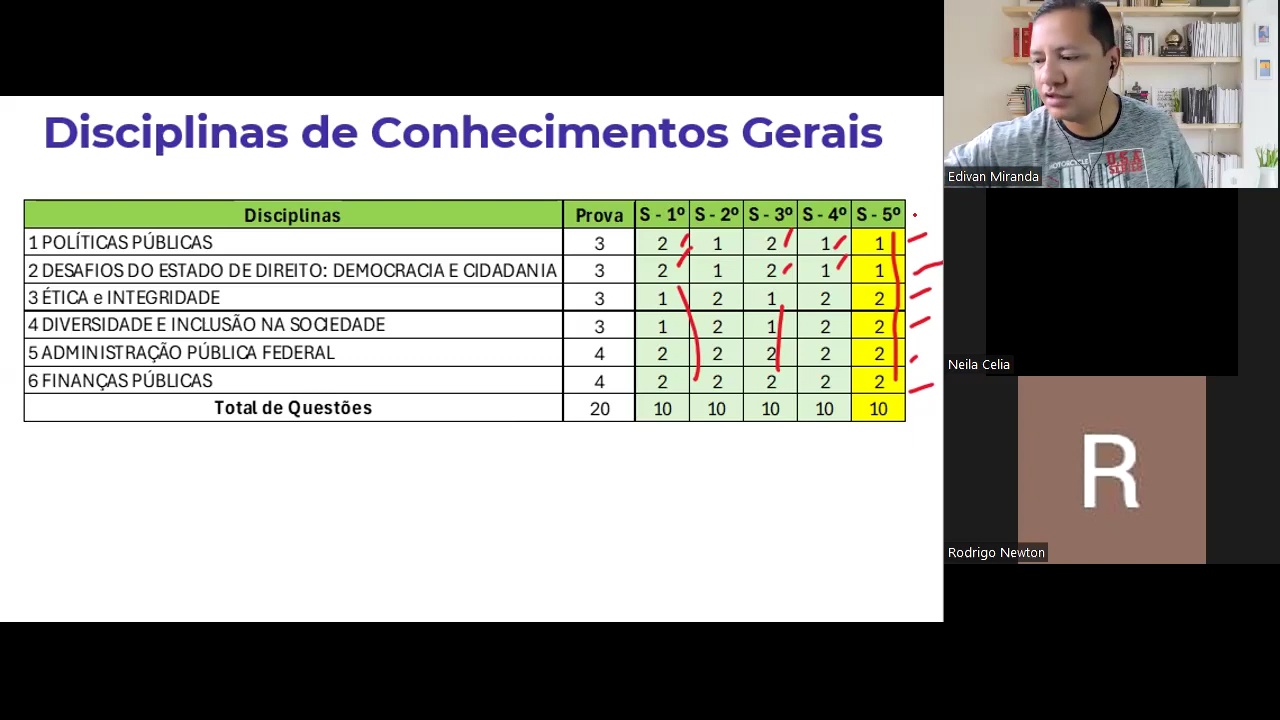 Disciplinas de Conhecimentos Gerais
Disciplinas Prova S - 1º S - 2º S - 3º S - 4º S - 5º
1 POLÍTICAS PÚBLICAS 3 2 1 2 1 1
2 DESAFIOS DO ESTADO DE DIREITO: DEMOCRACIA E CIDADANIA 3 2 1 2 1 1
3 ÉTICA e INTEGRIDADE 3 1 2 1 2 2
4 DIVERSIDADE E INCLUSÃO NA SOCIEDADE 3 1 2 1 2 2
5 ADMINISTRAÇÃO PÚBLICA FEDERAL 4 2 2 2 2 2
6 FINANÇAS PÚBLICAS 4 2 2 2 2 2
Total de Questões 20 10 10 10 10 10
MOTORCYCLE
U.S.A
Edivan Miranda
Neila Celia
R
Rodrigo Newton